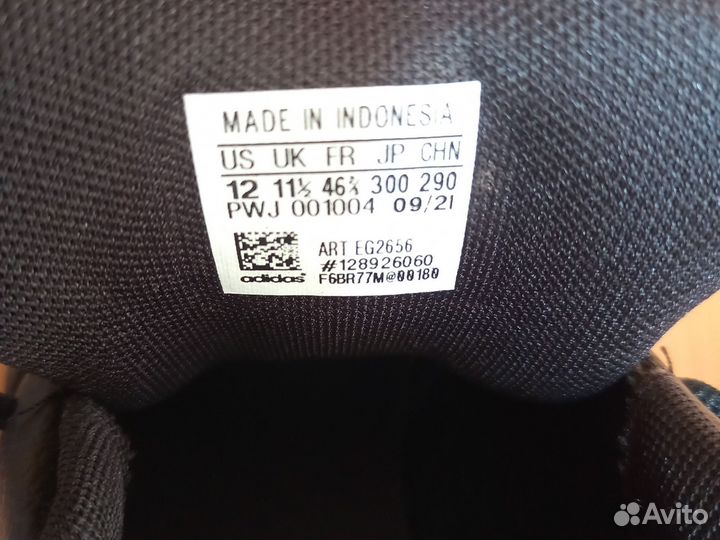 MADE IN INDONESIA
US UK FR JP CHN
12 11½ 46⅔ 300 290
PWJ 001004 09/21
ART EG2656
#128926060
adidas® F6BR77M@00180
Avito